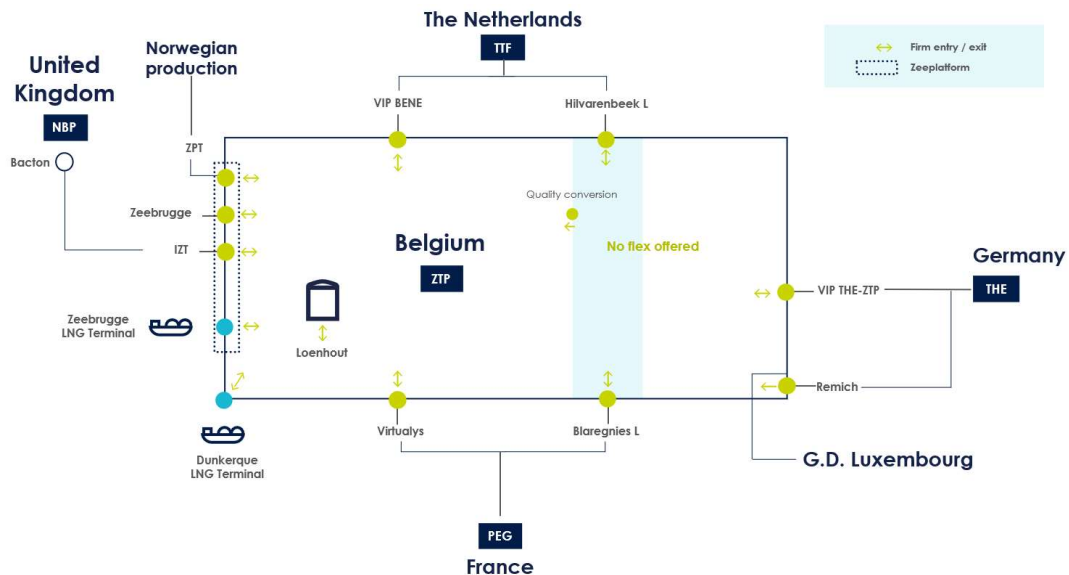 The Netherlands
TTF
Firm entry / exit
Zeeplatform
Norwegian
production
United
Kingdom
NBP
Bacton
VIP BENE
Hilvarenbeek L
ZPT
Zeebrugge
IZT
Quality conversion
Belgium
ZTP
No flex offered
Germany
THE
VIP THE-ZTP
Zeebrugge
LNG Terminal
Loenhout
Remich
Virtualys
Blaregnies L
Dunkerque
LNG Terminal
G.D. Luxembourg
PEG
France